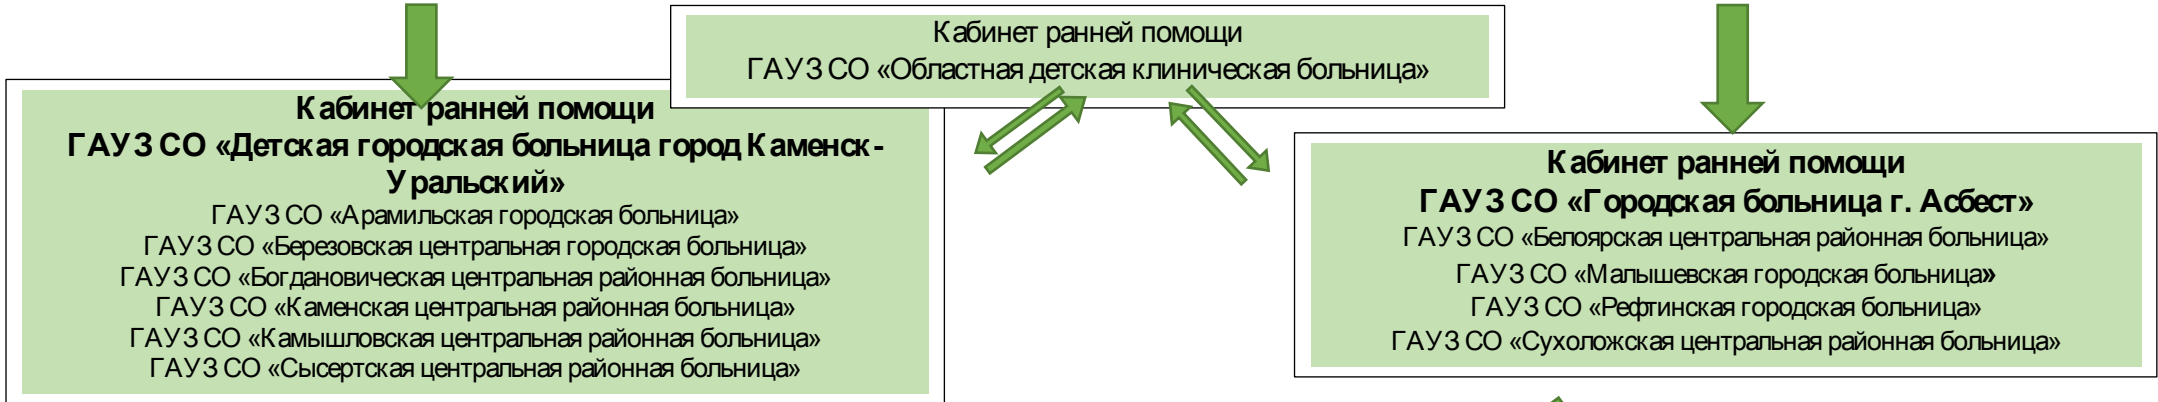 Кабинет ранней помощи
ГАУЗ СО «Областная детская клиническая больница»
Кабинет ранней помощи
ГАУЗ СО «Детская городская больница город Каменск-
Уральский»
ГАУЗ СО «Арамильская городская больница»
ГАУЗ СО «Березовская центральная городская больница»
ГАУЗ СО «Богдановическая центральная районная больница»
ГАУЗ СО «Каменская центральная районная больница»
ГАУЗ СО «Камышловская центральная районная больница»
ГАУЗ СО «Сысертская центральная районная больница»
Кабинет ранней помощи
ГАУЗ СО «Городская больница г. Асбест»
ГАУЗ СО «Белоярская центральная районная больница»
ГАУЗ СО «Малышевская городская больница»
ГАУЗ СО «Рефтинская городская больница»
ГАУЗ СО «Сухоложская центральная районная больница»